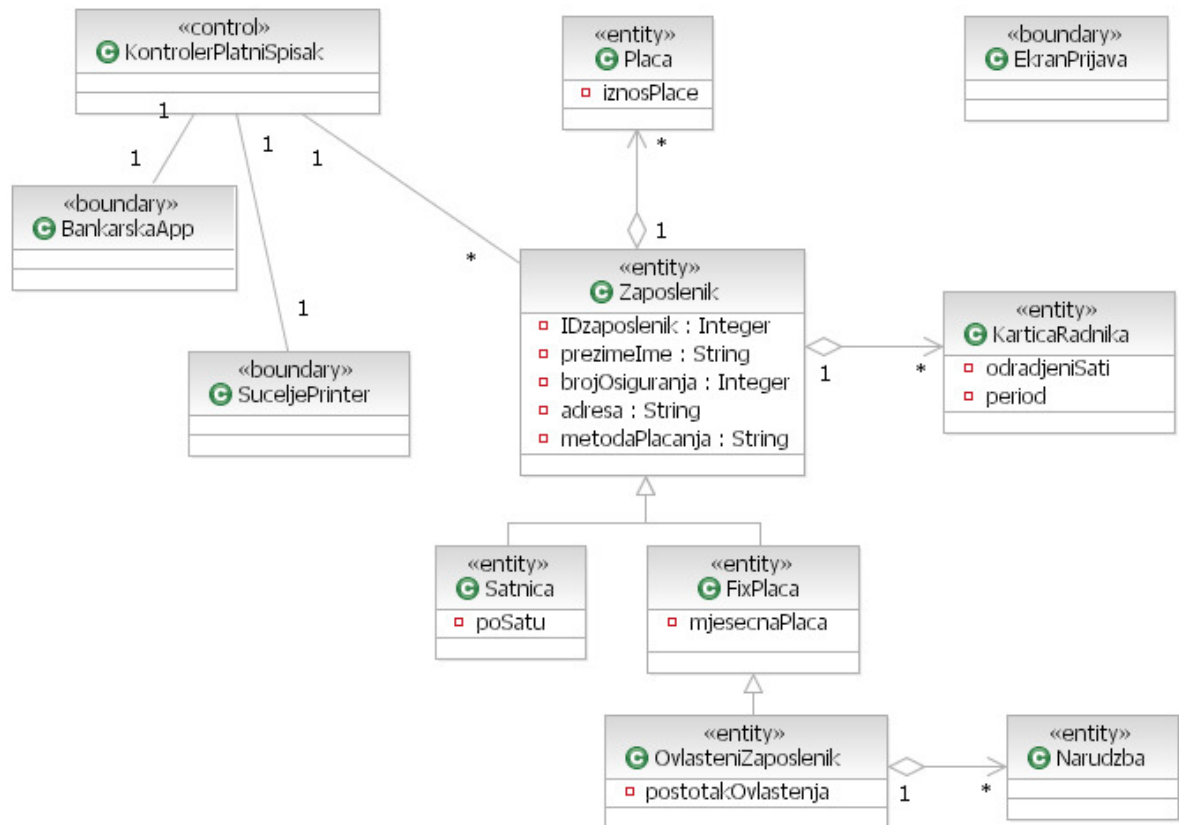 «control»
KontrolerPlatniSpisak
«entity»
Placa
iznosPlace
«boundary»
EkranPrijava
1
1
1
1
*
1
«boundary»
BankarskaApp
*
1
«entity»
Zaposlenik
IDzaposlenik : Integer
prezimeIme : String
brojOsiguranja : Integer
adresa : String
metodaPlacanja : String
1
*
«entity»
KarticaRadnika
odradjeniSati
period
«boundary»
SuceljePrinter
«entity»
Satnica
poSatu
«entity»
FixPlaca
mjesecnaPlaca
«entity»
OvlasteniZaposlenik
postotakOvlastenja
1
*
«entity»
Narudzba